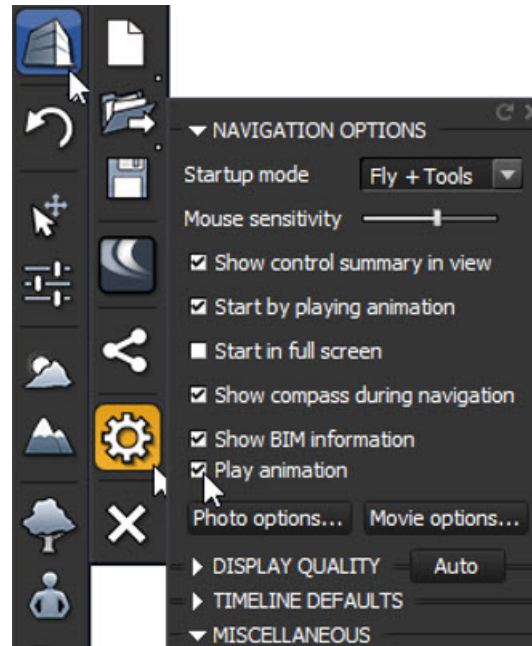 NAVIGATION OPTIONS
Startup mode Fly + Tools
Mouse sensitivity
Show control summary in view
Start by playing animation
Start in full screen
Show compass during navigation
Show BIM information
Play animation
Photo options... Movie options...
DISPLAY QUALITY Auto
TIMELINE DEFAULTS
MISCELLANEOUS